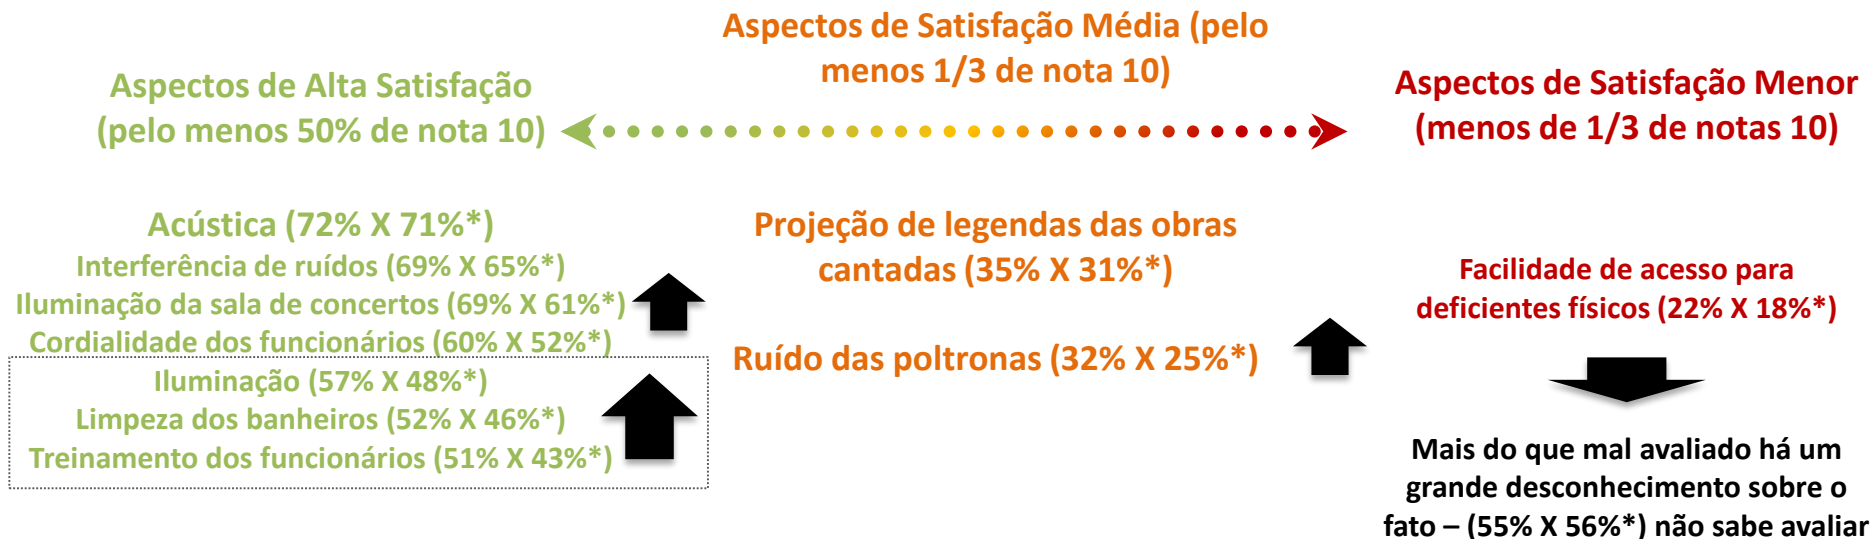 Aspectos de Alta Satisfação
(pelo menos 50% de nota 10)
Aspectos de Satisfação Média (pelo
menos 1/3 de nota 10)
Aspectos de Satisfação Menor
(menos de 1/3 de notas 10)
Acústica (72% X 71%*)
Interferência de ruídos (69% X 65%*)
Iluminação da sala de concertos (69% X 61%*)
Cordialidade dos funcionários (60% X 52%*)
Iluminação (57% X 48%*)
Limpeza dos banheiros (52% X 46%*)
Treinamento dos funcionários (51% X 43%*)
Projeção de legendas das obras
cantadas (35% X 31%*)
Ruído das poltronas (32% X 25%*)
Facilidade de acesso para
deficientes físicos (22% X 18%*)
Mais do que mal avaliado há um
grande desconhecimento sobre o
fato – (55% X 56%*) não sabe avaliar